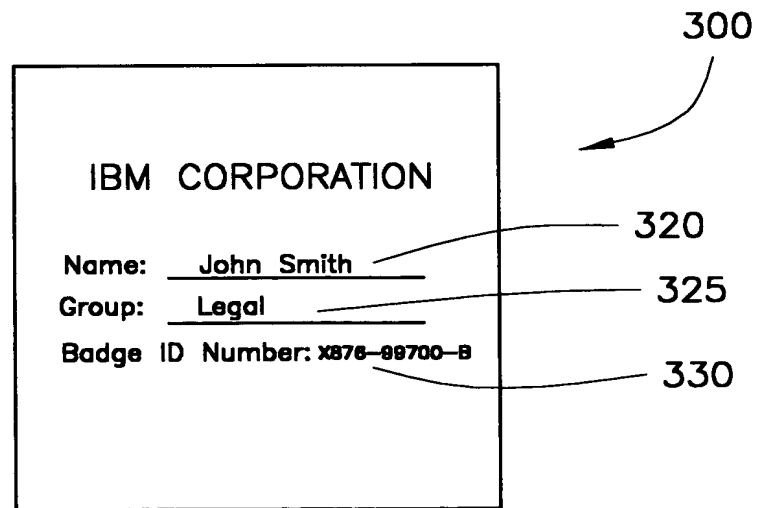 300
IBM CORPORATION
Name: John Smith 320
Group: Legal 325
Badge ID Number: X876-99700-B 330